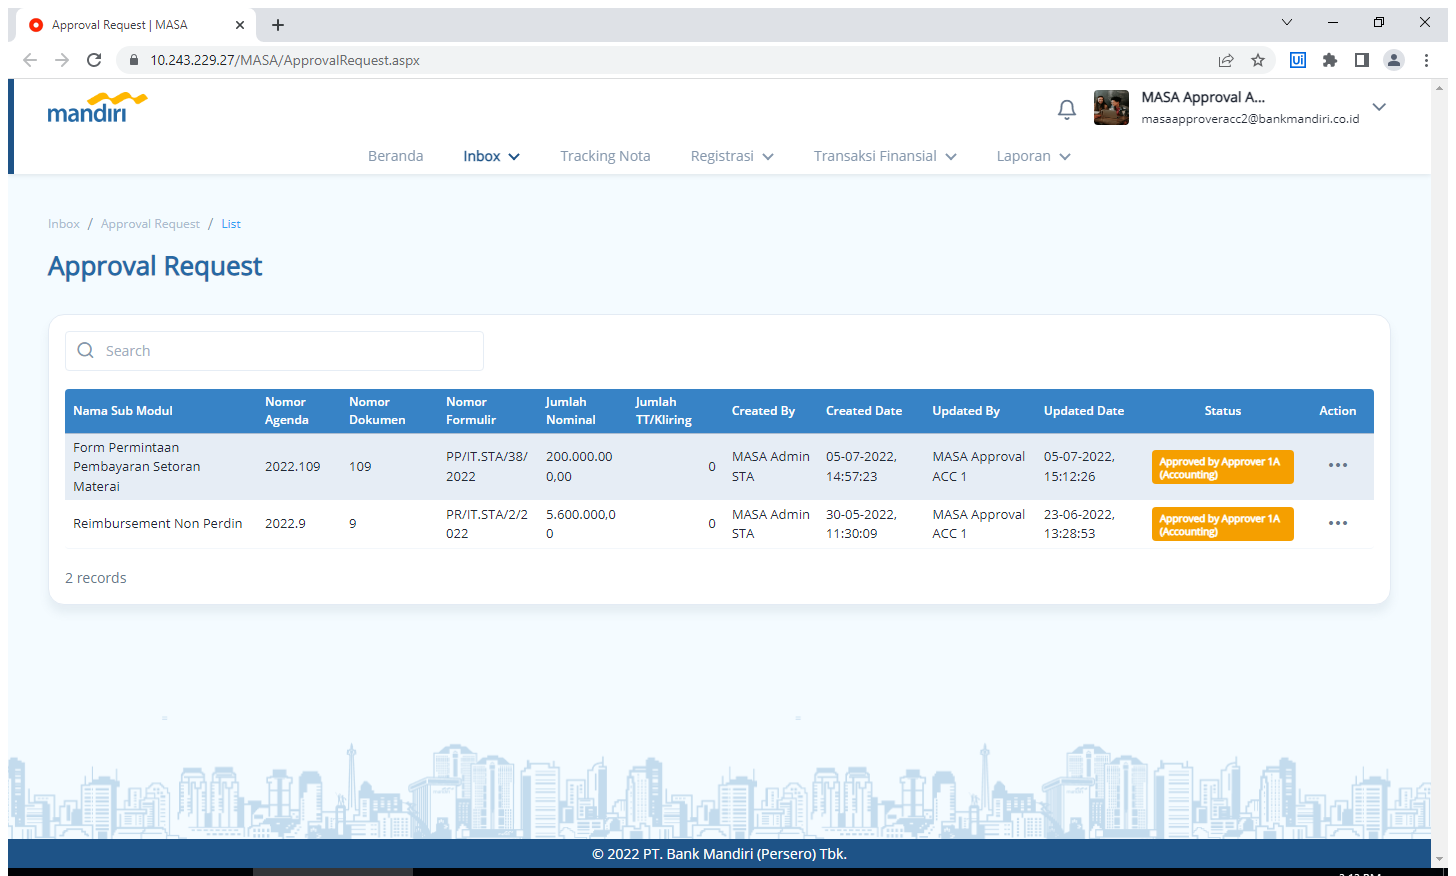 Approval Request | MASA
10.243.229.27/MASA/ApprovalRequest.aspx
Ui
mandiri
MASA Approval A...
masaapproveracc2@bankmandiri.co.id
Beranda
Inbox
Tracking Nota
Registrasi
Transaksi Finansial
Laporan
Inbox / Approval Request / List
Approval Request
Search
Nama Sub Modul
Nomor
Agenda
Nomor
Dokumen
Nomor
Formulir
Jumlah
Nominal
Jumlah
TT/Kliring
Created By
Created Date
Updated By
Updated Date
Status
Action
Form Permintaan
Pembayaran Setoran
Materai
2022.109
109
PP/IT.STA/38/
2022
200.000.00
0,00
0
MASA Admin
STA
05-07-2022,
14:57:23
MASA Approval
ACC 1
05-07-2022,
15:12:26
Approved by Approver 1A
(Accounting)
Reimbursement Non Perdin
2022.9
9
PR/IT.STA/2/2
022
5.600.000,0
0
0
MASA Admin
STA
30-05-2022,
11:30:09
MASA Approval
ACC 1
23-06-2022,
13:28:53
Approved by Approver 1A
(Accounting)
2 records
© 2022 PT. Bank Mandiri (Persero) Tbk.